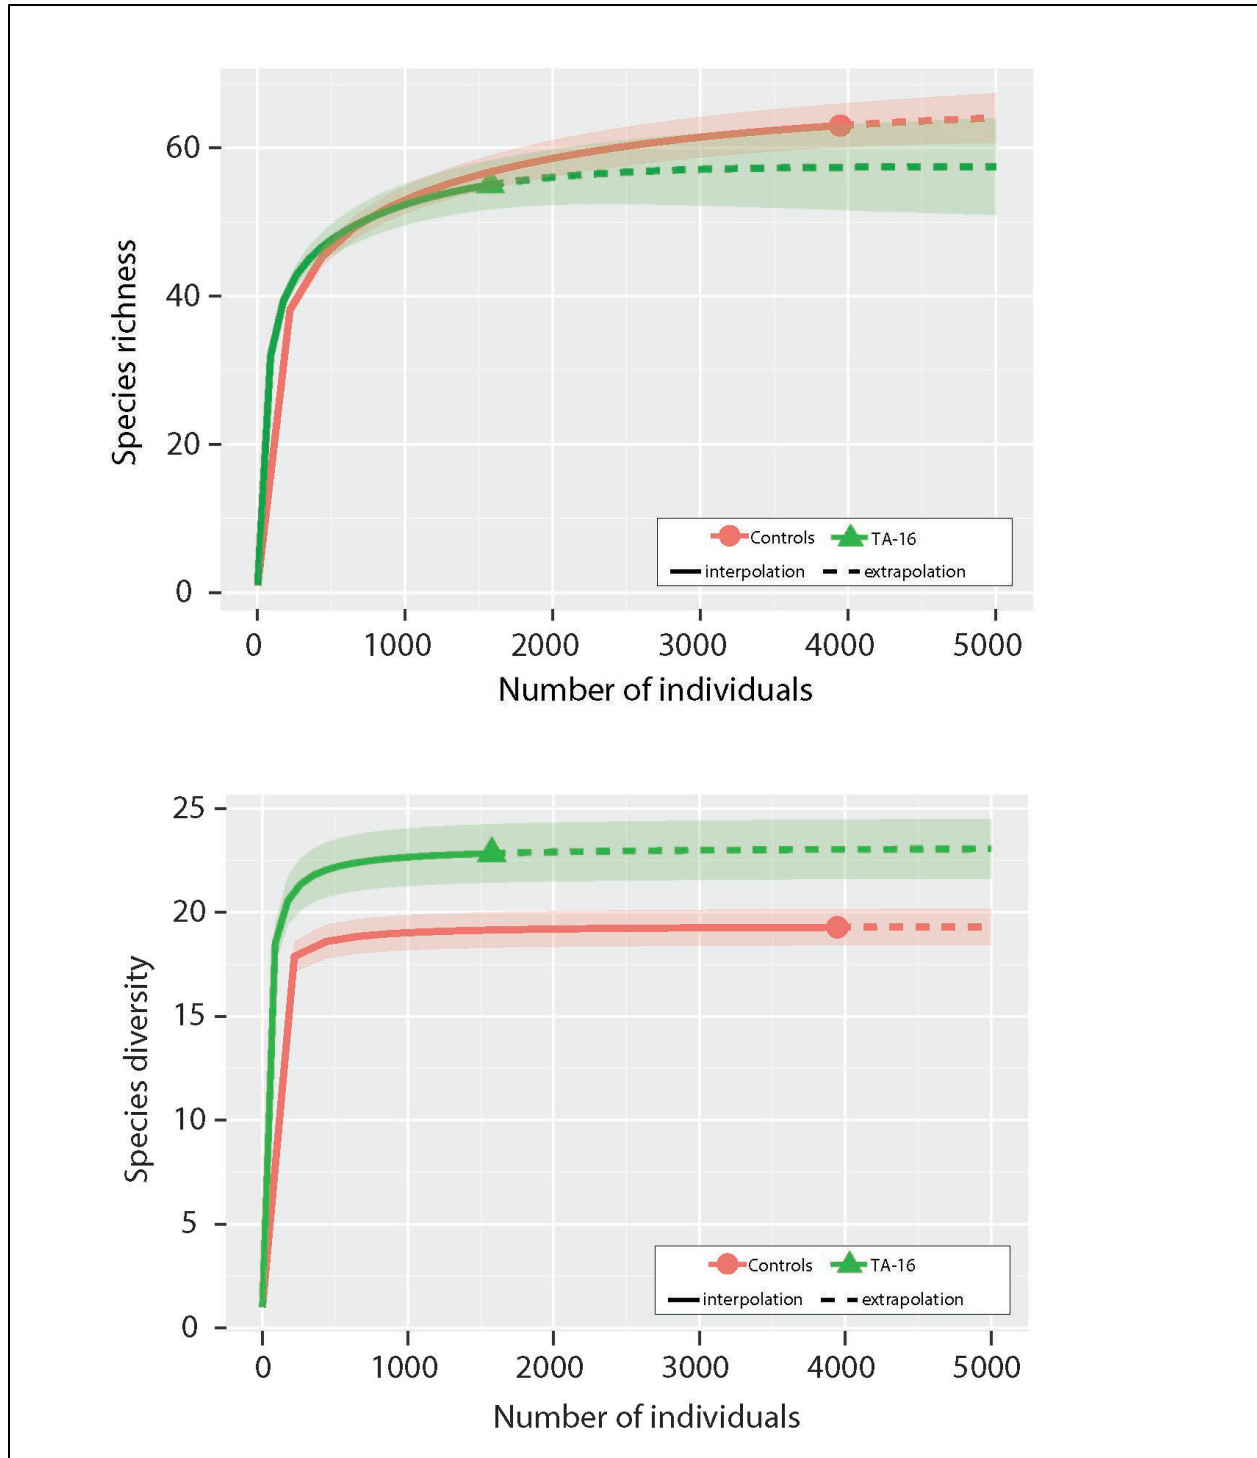 Species richness
60
40
20
0
Controls TA-16
interpolation extrapolation
0 1000 2000 3000 4000 5000
Number of individuals
Species diversity
25
20
15
10
5
0
Controls TA-16
interpolation extrapolation
0 1000 2000 3000 4000 5000
Number of individuals